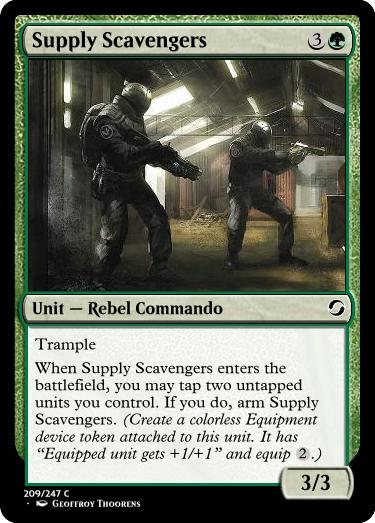 Supply Scavengers 3
Unit — Rebel Commando
Trample
When Supply Scavengers enters the
battlefield, you may tap two untapped
units you control. If you do, arm Supply
Scavengers. (Create a colorless Equipment
device token attached to this unit. It has
“Equipped unit gets +1/+1” and equip 2.)
3/3
209/247 C
• Geoffroy Thoorens